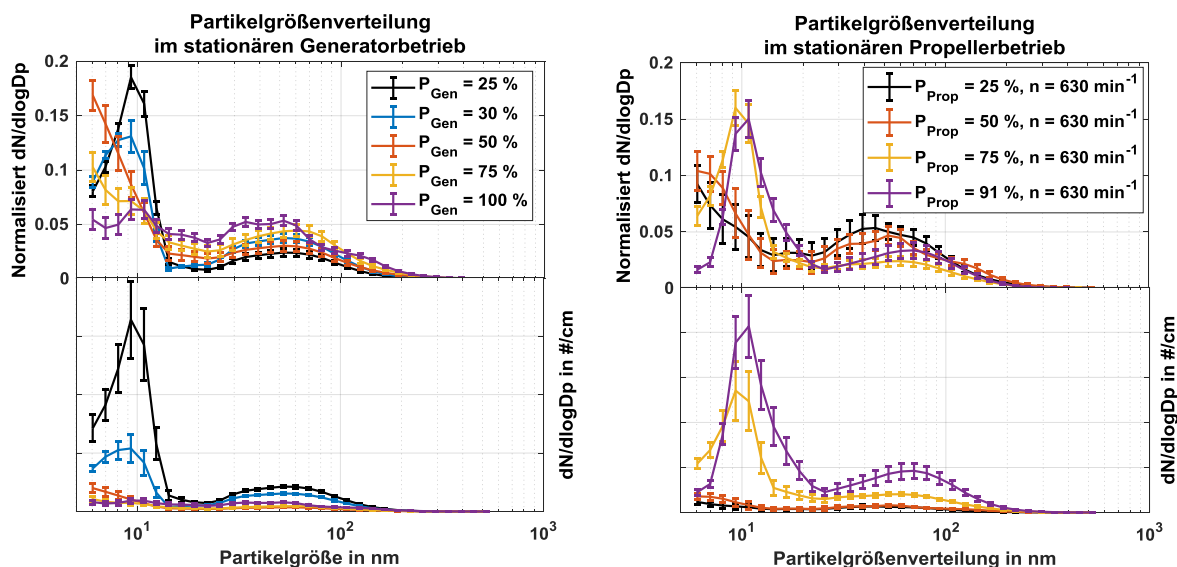 Partikelgrößenverteilung
im stationären Generatorbetrieb
Normalisiert dN/dlogDp
0.2
0.15
0.1
0.05
0
P_Gen = 25 %
P_Gen = 30 %
P_Gen = 50 %
P_Gen = 75 %
P_Gen = 100 %
dN/dlogDp in #/cm
10^1
10^2
10^3
Partikelgröße in nm
Partikelgrößenverteilung
im stationären Propellerbetrieb
Normalisiert dN/dlogDp
0.2
0.15
0.1
0.05
0
P_Prop = 25 %, n = 630 min^-1
P_Prop = 50 %, n = 630 min^-1
P_Prop = 75 %, n = 630 min^-1
P_Prop = 91 %, n = 630 min^-1
dN/dlogDp in #/cm
10^1
10^2
10^3
Partikelgrößenverteilung in nm